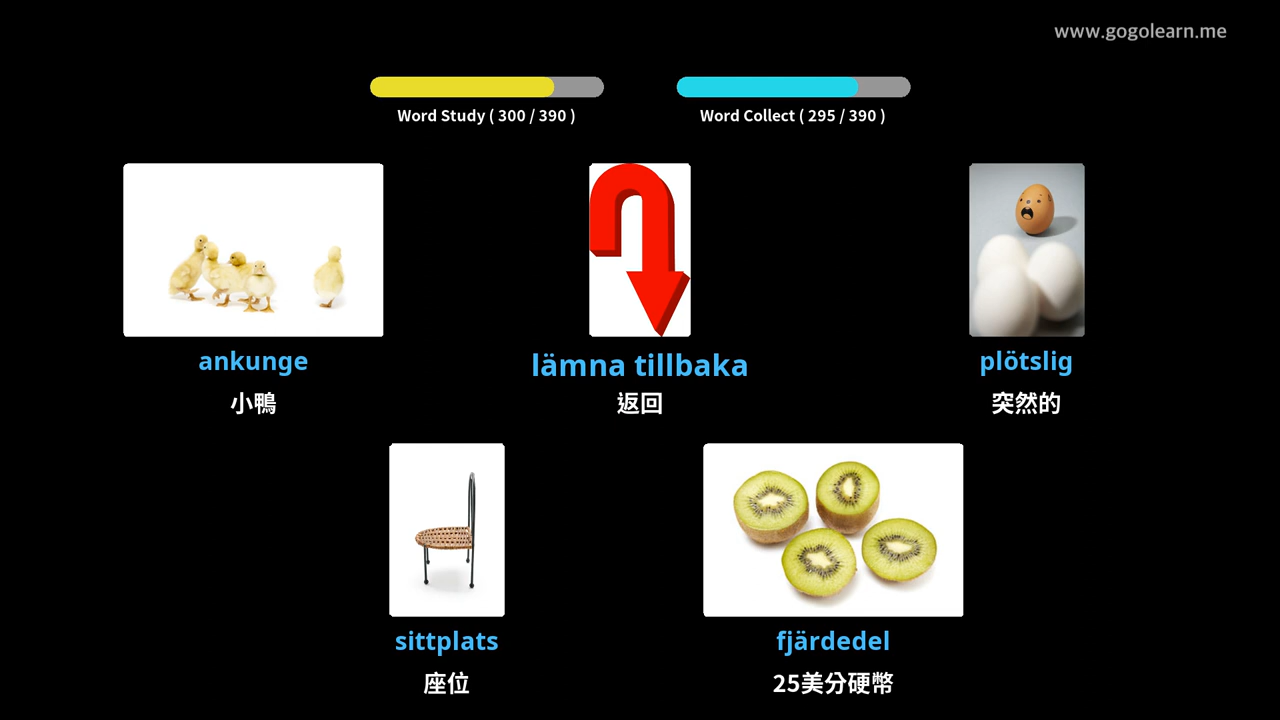 www.gogolearn.me
Word Study ( 300 / 390 )
Word Collect ( 295 / 390 )
ankunge
小鴨
lämna tillbaka
返回
plötslig
突然的
sittplats
座位
fjärdedel
25美分硬幣